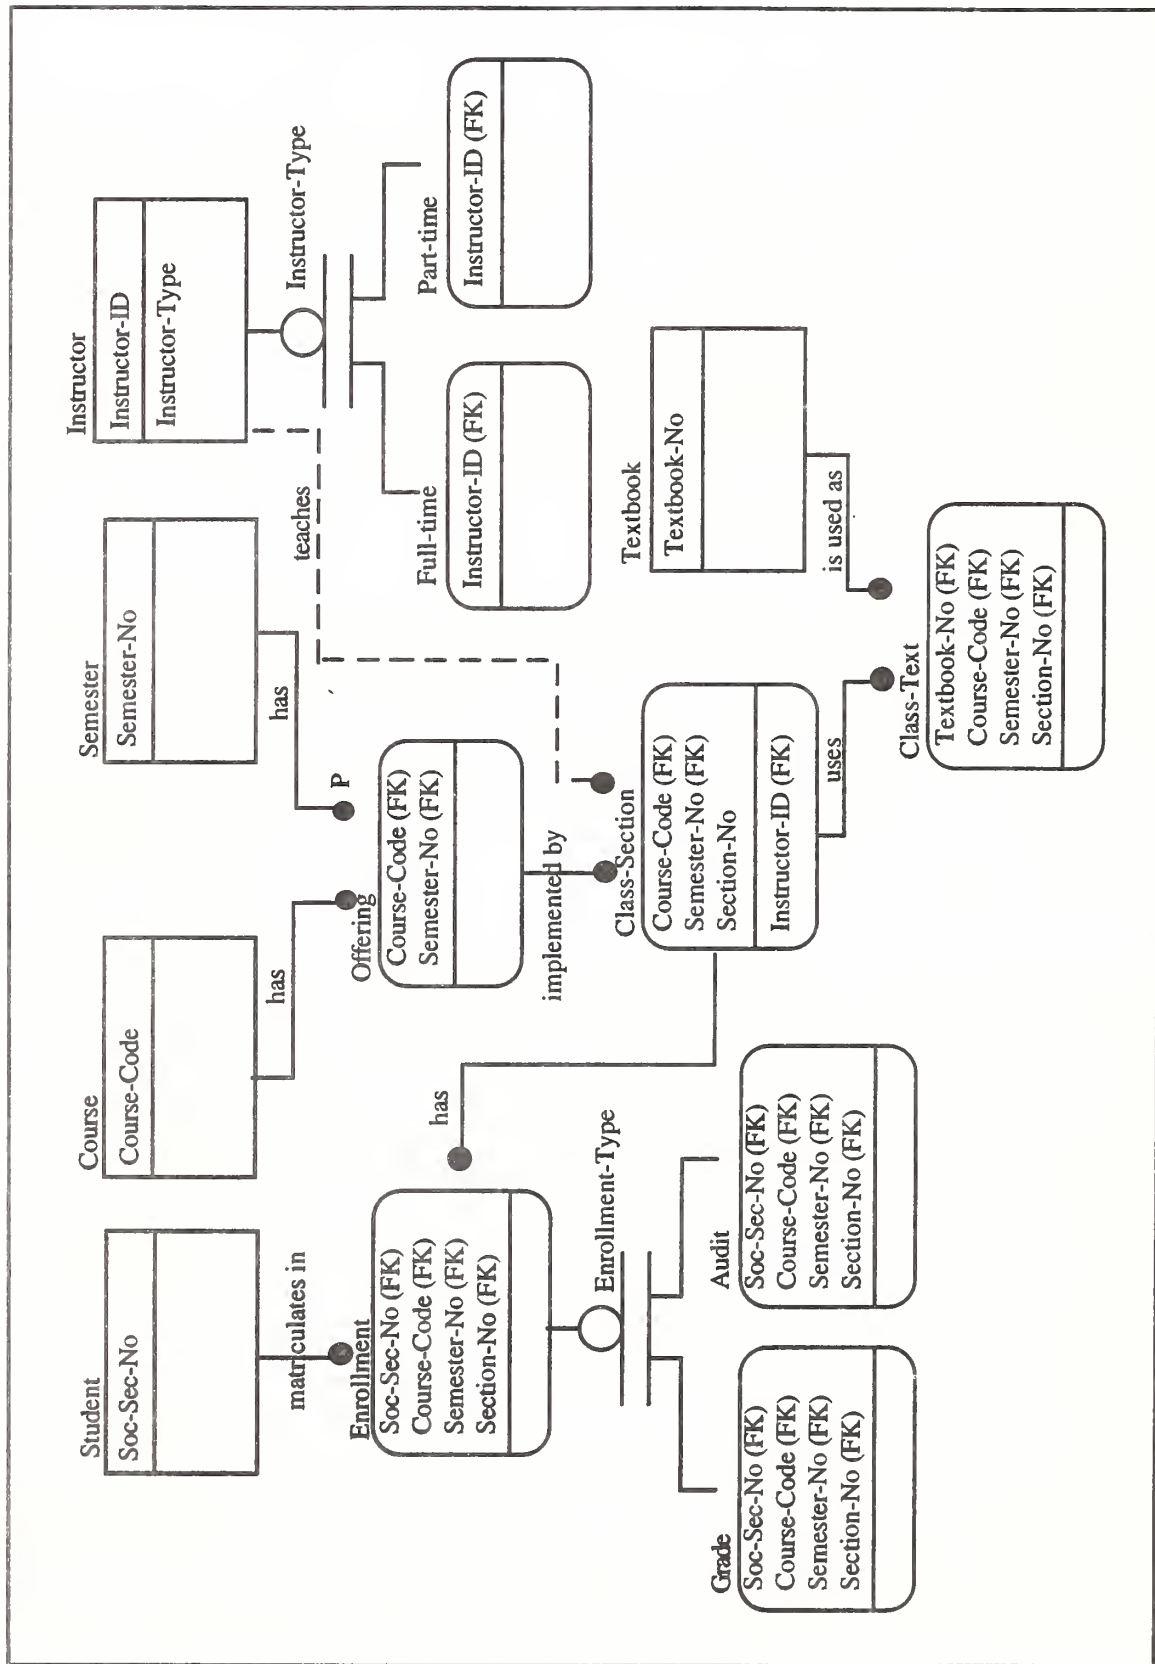 Student
Soc-Sec-No
Course
Course-Code
Semester
Semester-No
Instructor
Instructor-ID
Instructor-Type
matriculates in
has
has
teaches
Instructor-Type
Enrollment
Soc-Sec-No (FK)
Course-Code (FK)
Semester-No (FK)
Section-No (FK)
Offering
P
Course-Code (FK)
Semester-No (FK)
Full-time
Instructor-ID (FK)
Part-time
Instructor-ID (FK)
has
implemented by
Enrollment-Type
Class-Section
Course-Code (FK)
Semester-No (FK)
Section-No
Instructor-ID (FK)
Textbook
Textbook-No
Grade
Soc-Sec-No (FK)
Course-Code (FK)
Semester-No (FK)
Section-No (FK)
Audit
Soc-Sec-No (FK)
Course-Code (FK)
Semester-No (FK)
Section-No (FK)
uses
is used as
Class-Text
Textbook-No (FK)
Course-Code (FK)
Semester-No (FK)
Section-No (FK)